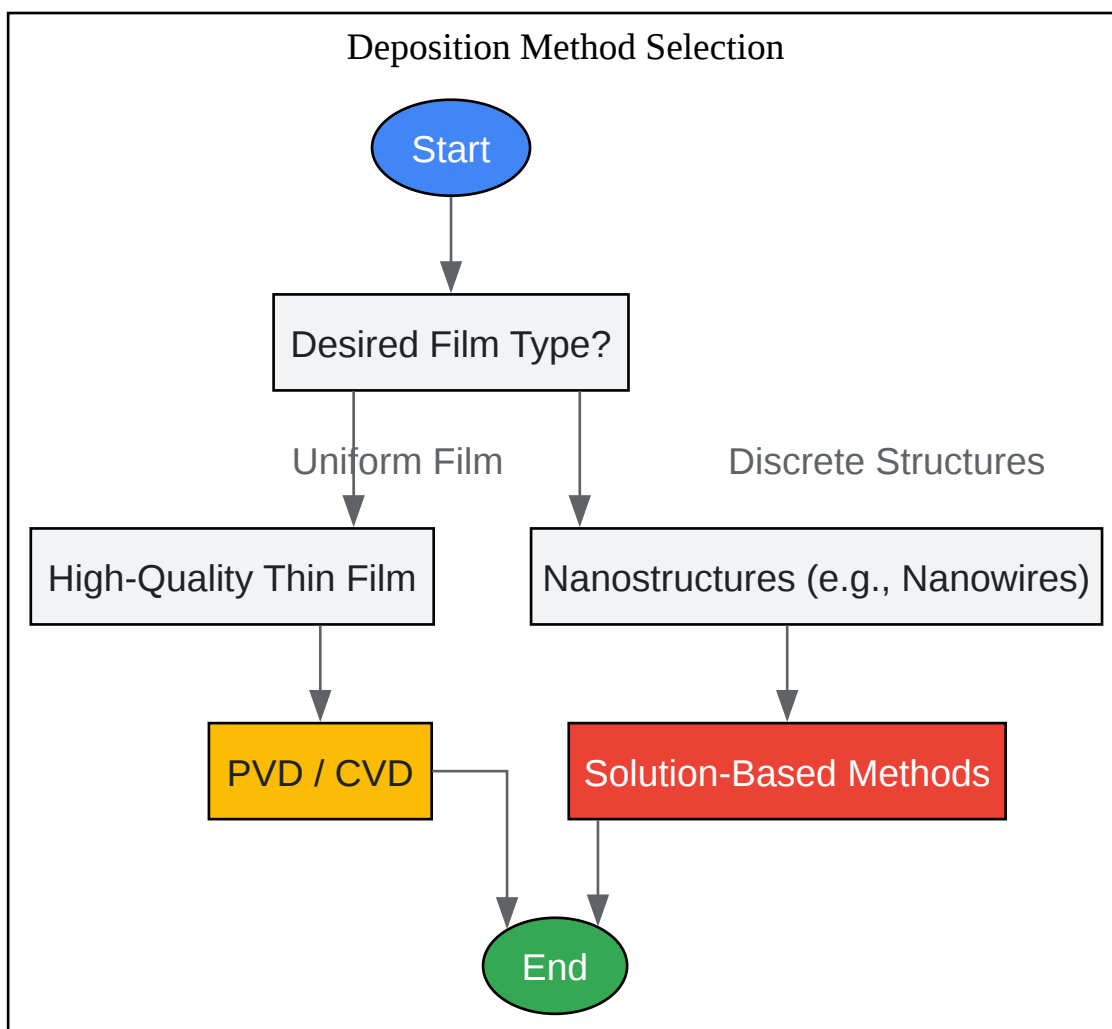 Deposition Method Selection
Start
Desired Film Type?
Uniform Film
Discrete Structures
High-Quality Thin Film
Nanostructures (e.g., Nanowires)
PVD / CVD
Solution-Based Methods
End